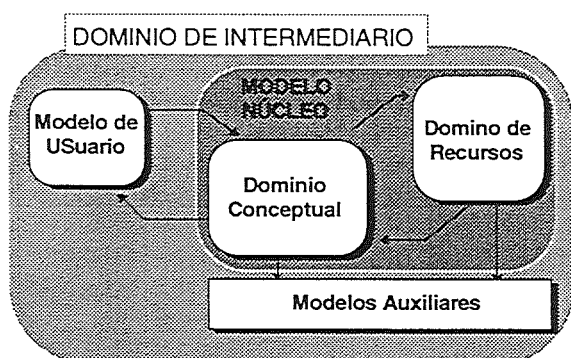 DOMINIO DE INTERMEDIARIO
MODELO
NÚCLEO
Modelo de
USuario
Domino de
Recursos
Dominio
Conceptual
Modelos Auxiliares